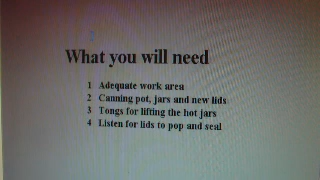 What you will need
1 Adequate work area
2 Canning pot, jars and new lids
3 Tongs for lifting the hot jars
4 Listen for lids to pop and seal